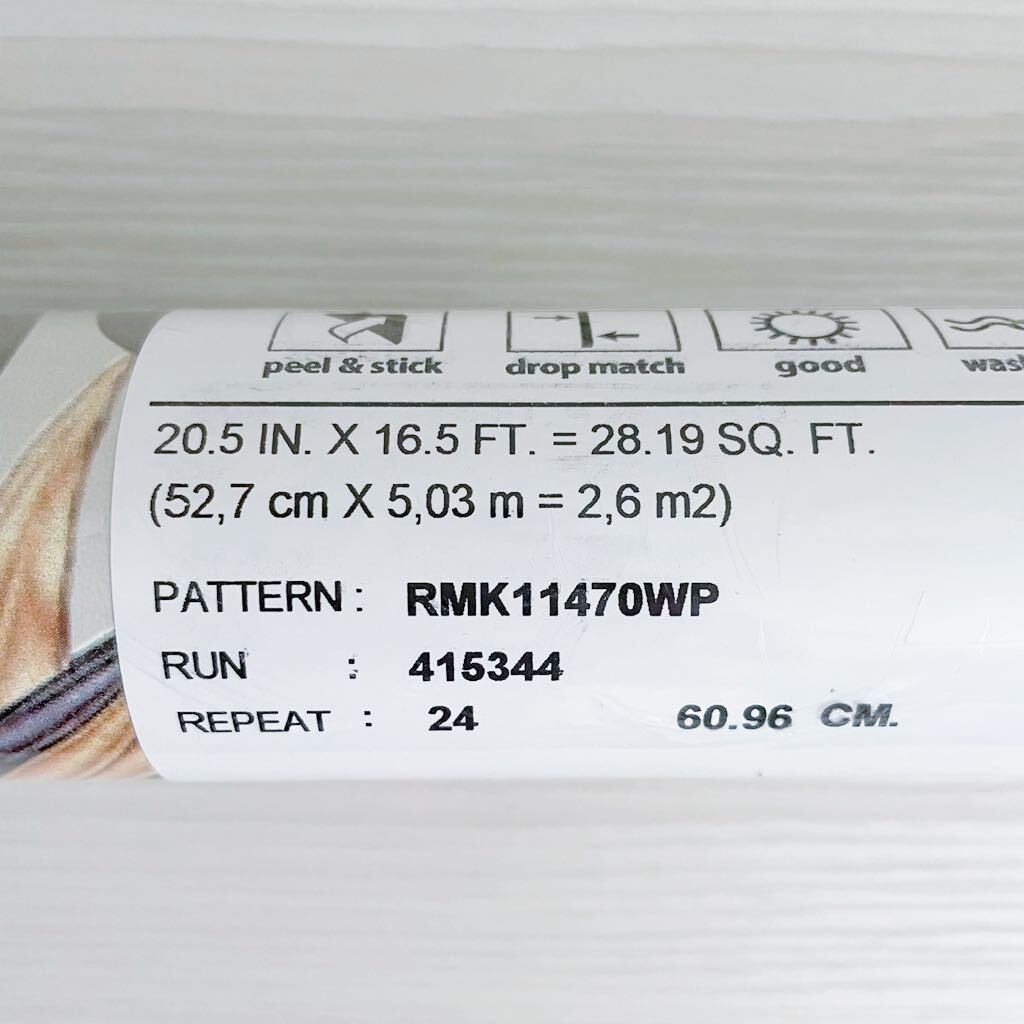 peel & stick drop match good
20.5 IN. X 16.5 FT. = 28.19 SQ. FT.
(52,7 cm X 5,03 m = 2,6 m2)
PATTERN : RMK11470WP
RUN : 415344
REPEAT : 24 60.96 CM.